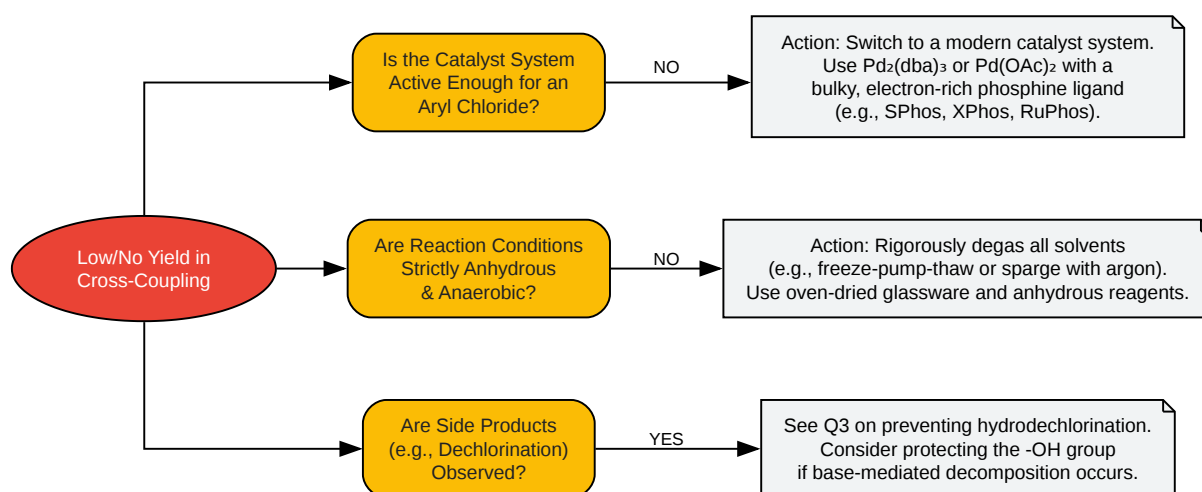 Is the Catalyst System
Active Enough for an
Aryl Chloride?
NO
Action: Switch to a modern catalyst system.
Use Pd₂(dba)₃ or Pd(OAc)₂ with a
bulky, electron-rich phosphine ligand
(e.g., SPhos, XPhos, RuPhos).
Low/No Yield in
Cross-Coupling
Are Reaction Conditions
Strictly Anhydrous
& Anaerobic?
NO
Action: Rigorously degas all solvents
(e.g., freeze-pump-thaw or sparge with argon).
Use oven-dried glassware and anhydrous reagents.
Are Side Products
(e.g., Dechlorination)
Observed?
YES
See Q3 on preventing hydrodechlorination.
Consider protecting the -OH group
if base-mediated decomposition occurs.